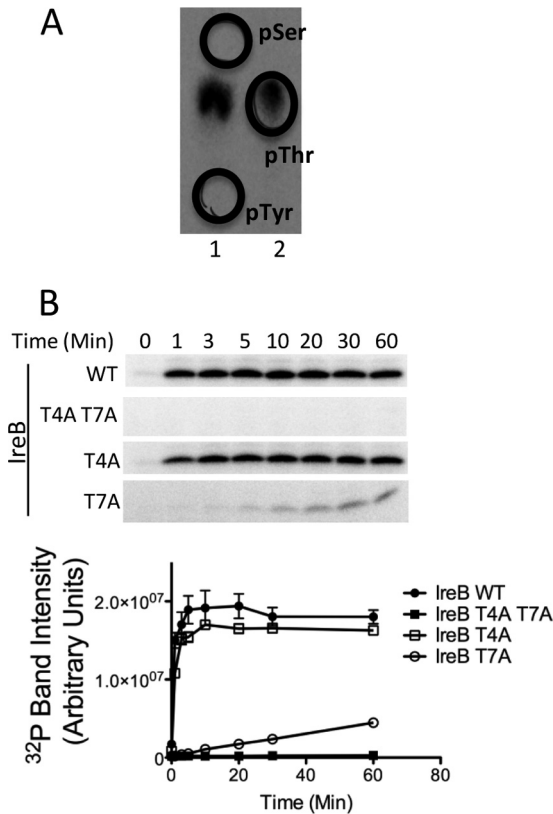 A
pSer
pThr
pTyr
1 2
B
Time (Min) 0 1 3 5 10 20 30 60
IreB
WT
T4A T7A
T4A
T7A
³²P Band Intensity
(Arbitrary Units)
2.0×10⁰⁷
1.0×10⁰⁷
0
0 20 40 60 80
Time (Min)
IreB WT
IreB T4A T7A
IreB T4A
IreB T7A